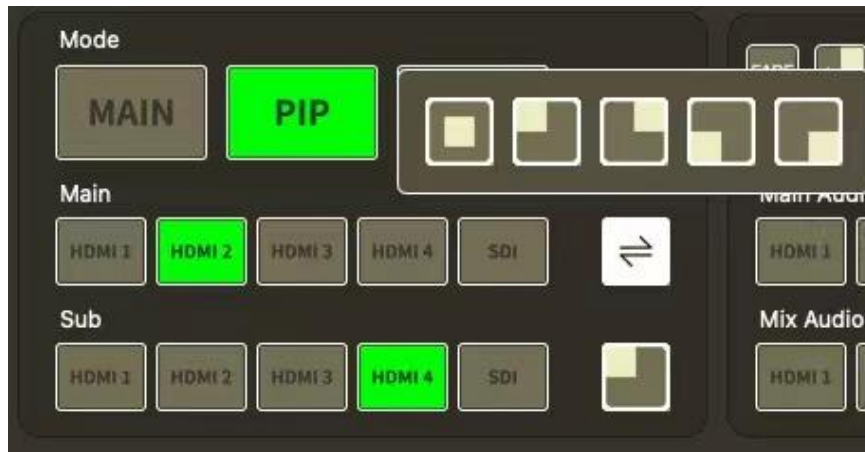 Mode
MAIN PIP
Main
HDMI 1 HDMI 2 HDMI 3 HDMI 4 SDI
Sub
HDMI 1 HDMI 2 HDMI 3 HDMI 4 SDI
Main Audio
HDMI 1
Mix Audio
HDMI 1